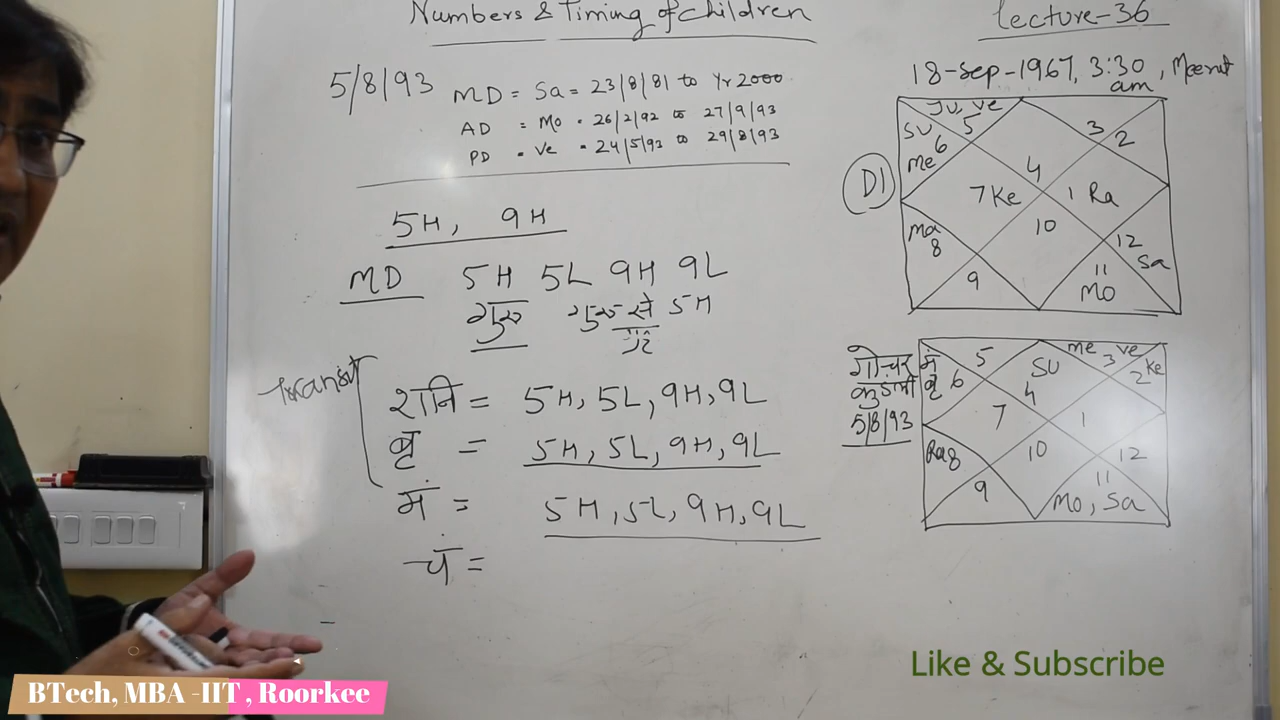 Numbers & Timing of children
Lecture-36
5/8/93
MD = Sa = 23/8/81 to Yr 2000
AD = Mo = 26/2/92 to 27/9/93
PD = Ve = 24/5/93 to 29/8/93
5H, 9H
MD 5H 5L 9H 9L
गुरु गुरु से 5H
transit
शनि = 5H, 5L, 9H, 9L
बृ = 5H, 5L, 9H, 9L
मं = 5H, 5L, 9H, 9L
चं =
18-Sep-1967, 3:30 am, Meerut
D1
Ju, Ve
5
Su 6
Me
3
2
4
7 Ke
1 Ra
10
Ma
8
9
12
Sa
11
Mo
गोचर
कुंडली
5/8/93
5
Su
me 3 ve
2 Ke
मं
बृ 6
4
7
1
Ra 8
10
12
9
11
Mo, Sa
Like & Subscribe
BTech, MBA -IIT , Roorkee